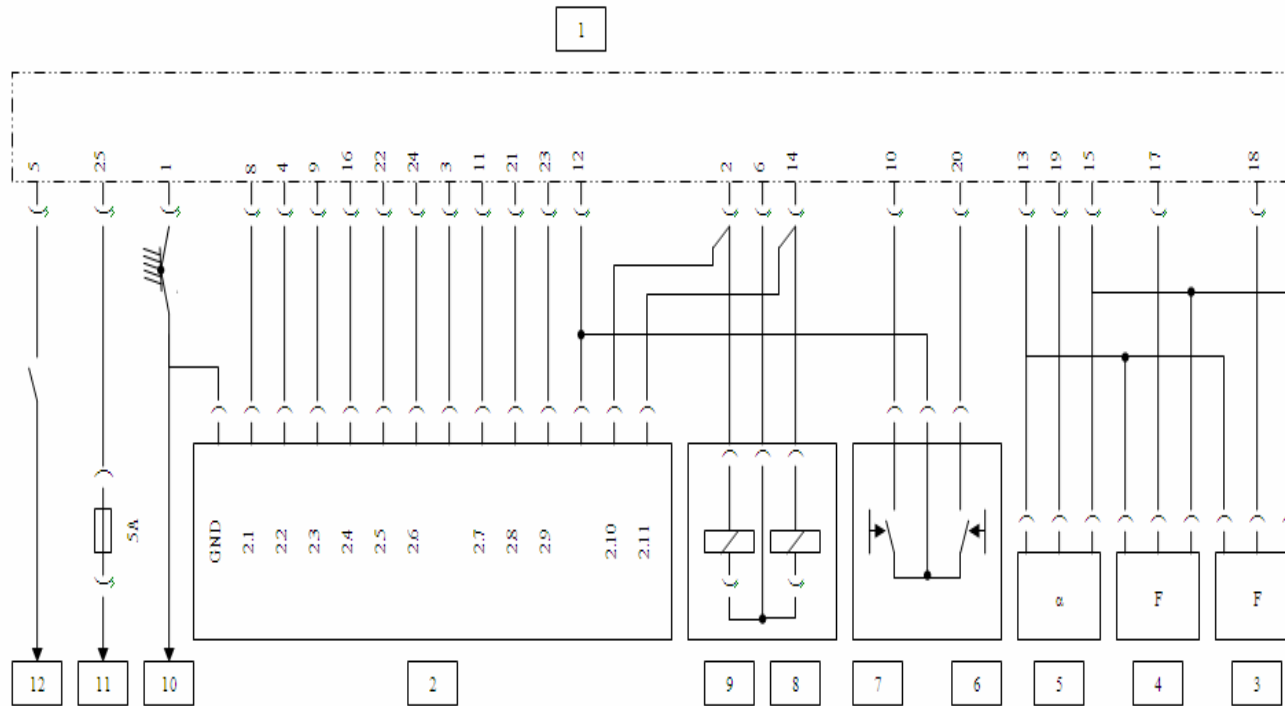 1
5 25 1 8 4 9 16 22 24 3 11 21 23 12 2 6 14 10 20 13 19 15 17 18
5A
GND 2.1 2.2 2.3 2.4 2.5 2.6 2.7 2.8 2.9 2.10 2.11
α F F
12 11 10 2 9 8 7 6 5 4 3